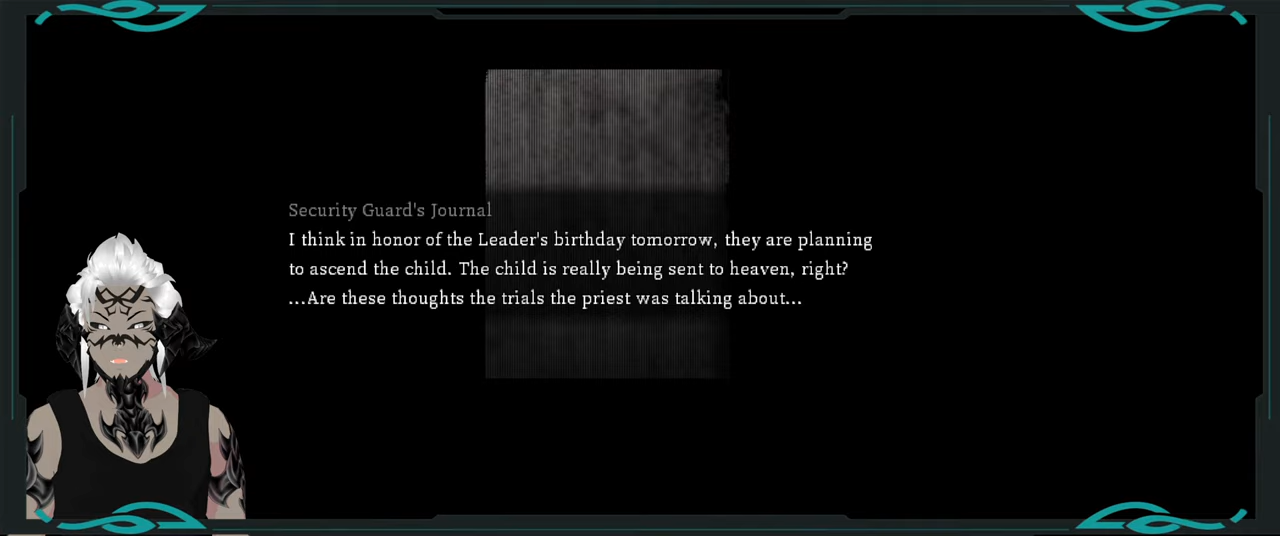 Security Guard's Journal
I think in honor of the Leader's birthday tomorrow, they are planning
to ascend the child. The child is really being sent to heaven, right?
...Are these thoughts the trials the priest was talking about...